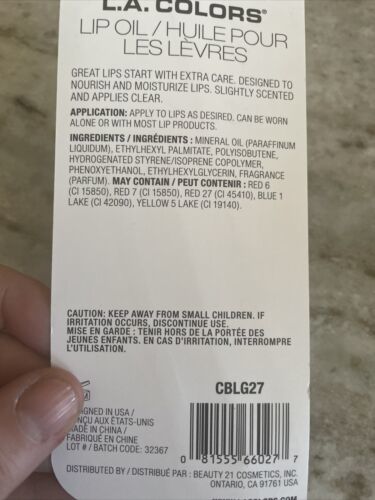 L.A. COLORS®
LIP OIL / HUILE POUR
LES LÈVRES
GREAT LIPS START WITH EXTRA CARE. DESIGNED TO
NOURISH AND MOISTURIZE LIPS. SLIGHTLY SCENTED
AND APPLIES CLEAR.
APPLICATION: APPLY TO LIPS AS DESIRED. CAN BE WORN
ALONE OR WITH MOST LIP PRODUCTS.
INGREDIENTS / INGRÉDIENTS: MINERAL OIL (PARAFFINUM
LIQUIDUM), ETHYLHEXYL PALMITATE, POLYISOBUTENE,
HYDROGENATED STYRENE/ISOPRENE COPOLYMER,
PHENOXYETHANOL, ETHYLHEXYLGLYCERIN, FRAGRANCE
(PARFUM). MAY CONTAIN / PEUT CONTENIR : RED 6
(CI 15850), RED 7 (CI 15850), RED 27 (CI 45410), BLUE 1
LAKE (CI 42090), YELLOW 5 LAKE (CI 19140).
CAUTION: KEEP AWAY FROM SMALL CHILDREN. IF
IRRITATION OCCURS, DISCONTINUE USE.
MISE EN GARDE : TENIR HORS DE LA PORTÉE DES
JEUNES ENFANTS. EN CAS D'IRRITATION, INTERROMPRE
L'UTILISATION.
CBLG27
DESIGNED IN USA /
CONÇU AUX ÉTATS-UNIS
MADE IN CHINA /
FABRIQUÉ EN CHINE
LOT # / BATCH CODE: 32367
0 81555 66027 7
DISTRIBUTED BY / DISTRIBUÉ PAR : BEAUTY 21 COSMETICS, INC.
ONTARIO, CA 91761 USA